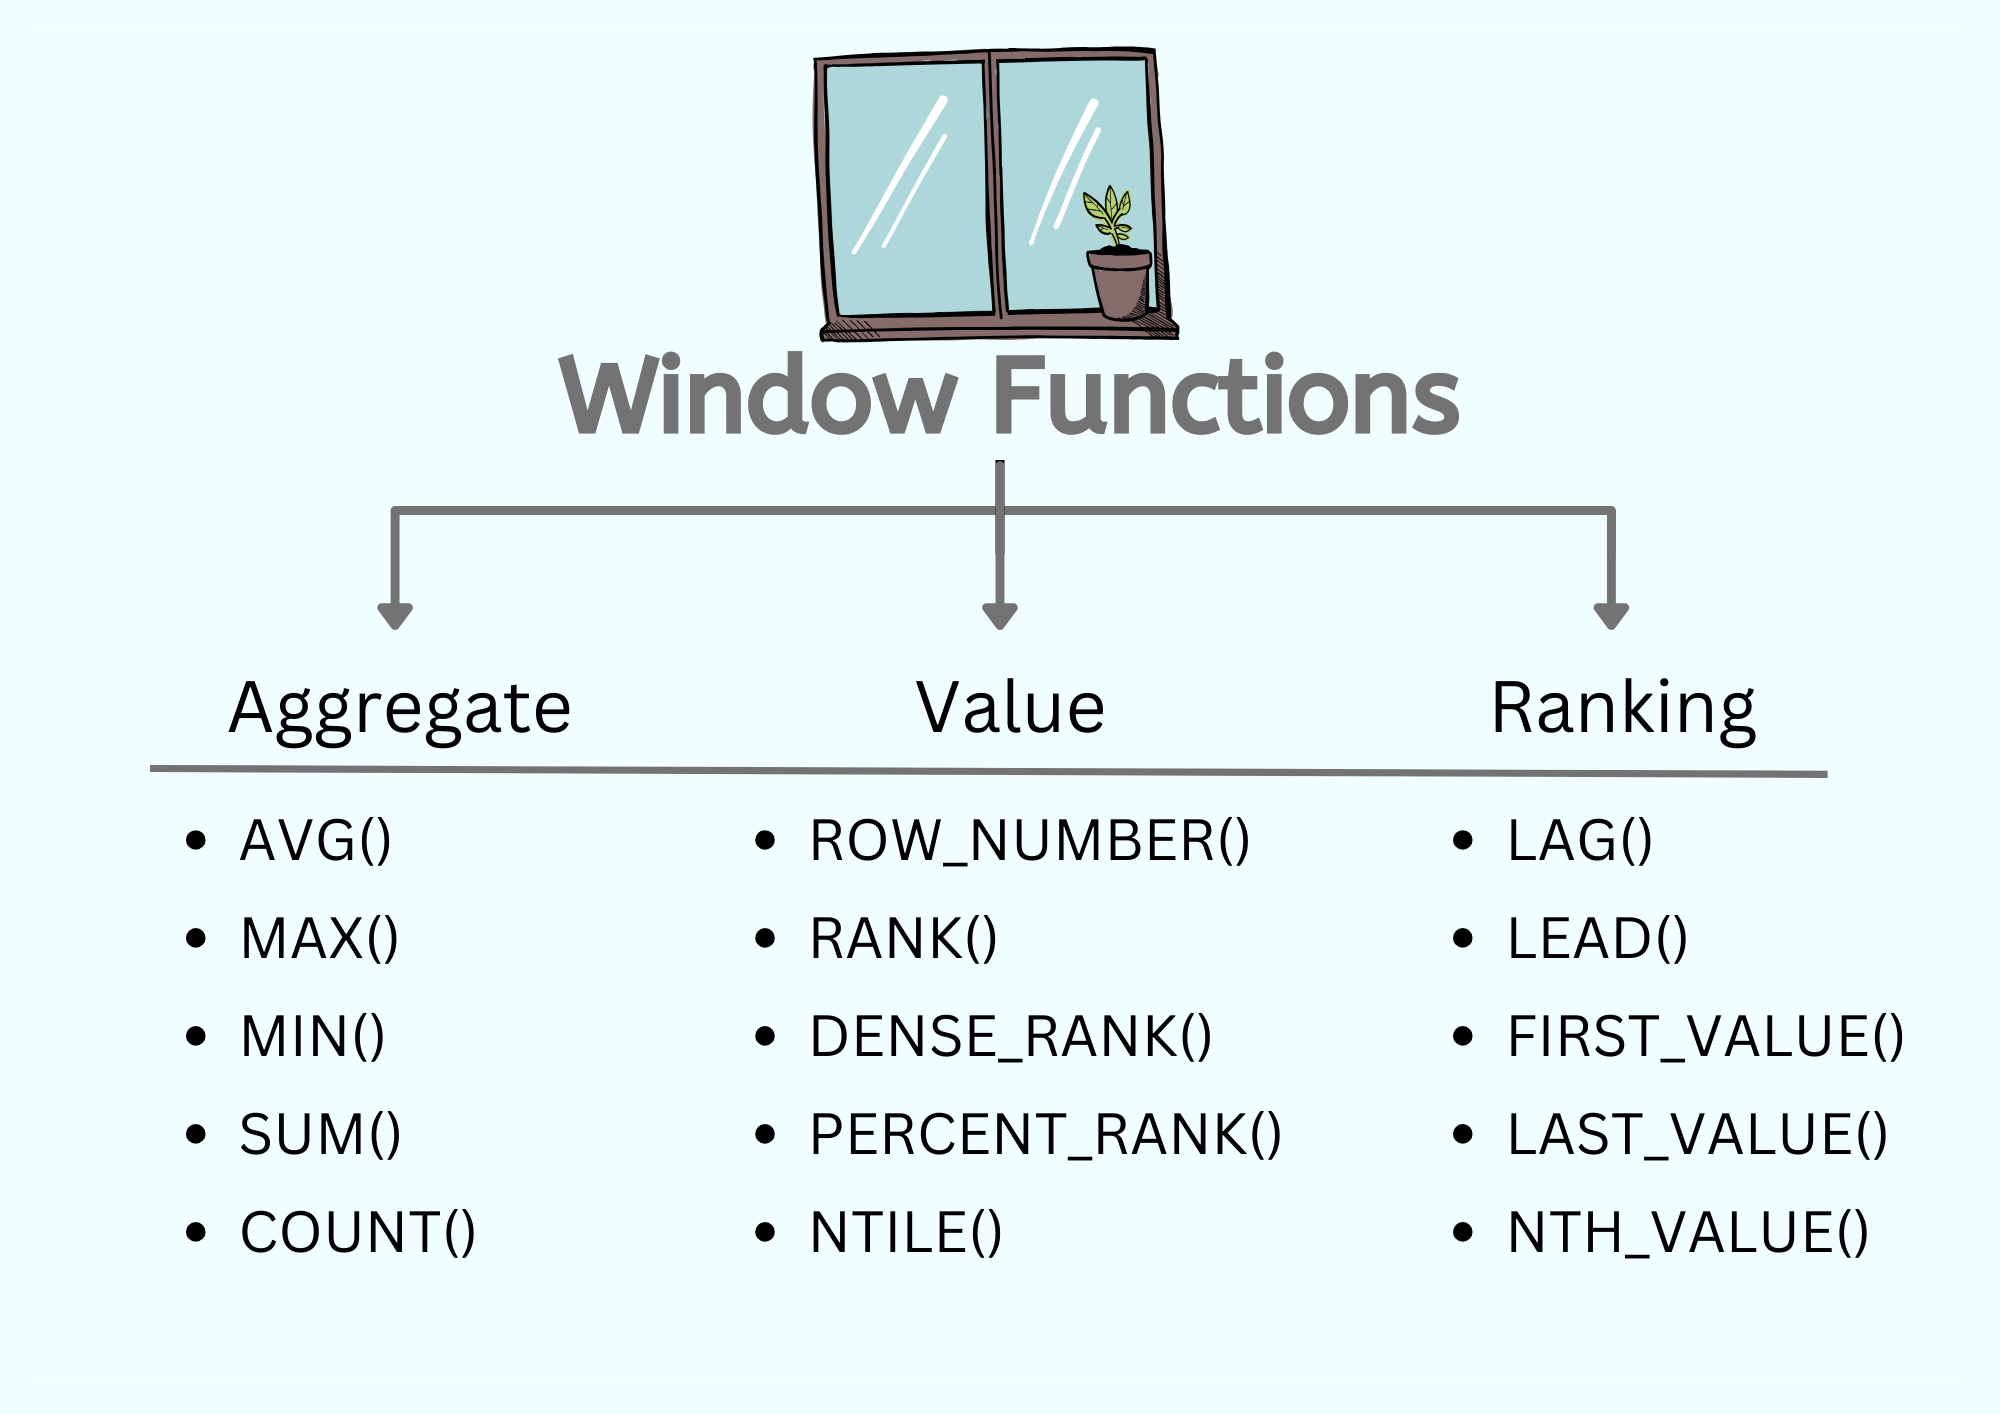 Window Functions
Aggregate
• AVG()
• MAX()
• MIN()
• SUM()
• COUNT()
Value
• ROW_NUMBER()
• RANK()
• DENSE_RANK()
• PERCENT_RANK()
• NTILE()
Ranking
• LAG()
• LEAD()
• FIRST_VALUE()
• LAST_VALUE()
• NTH_VALUE()